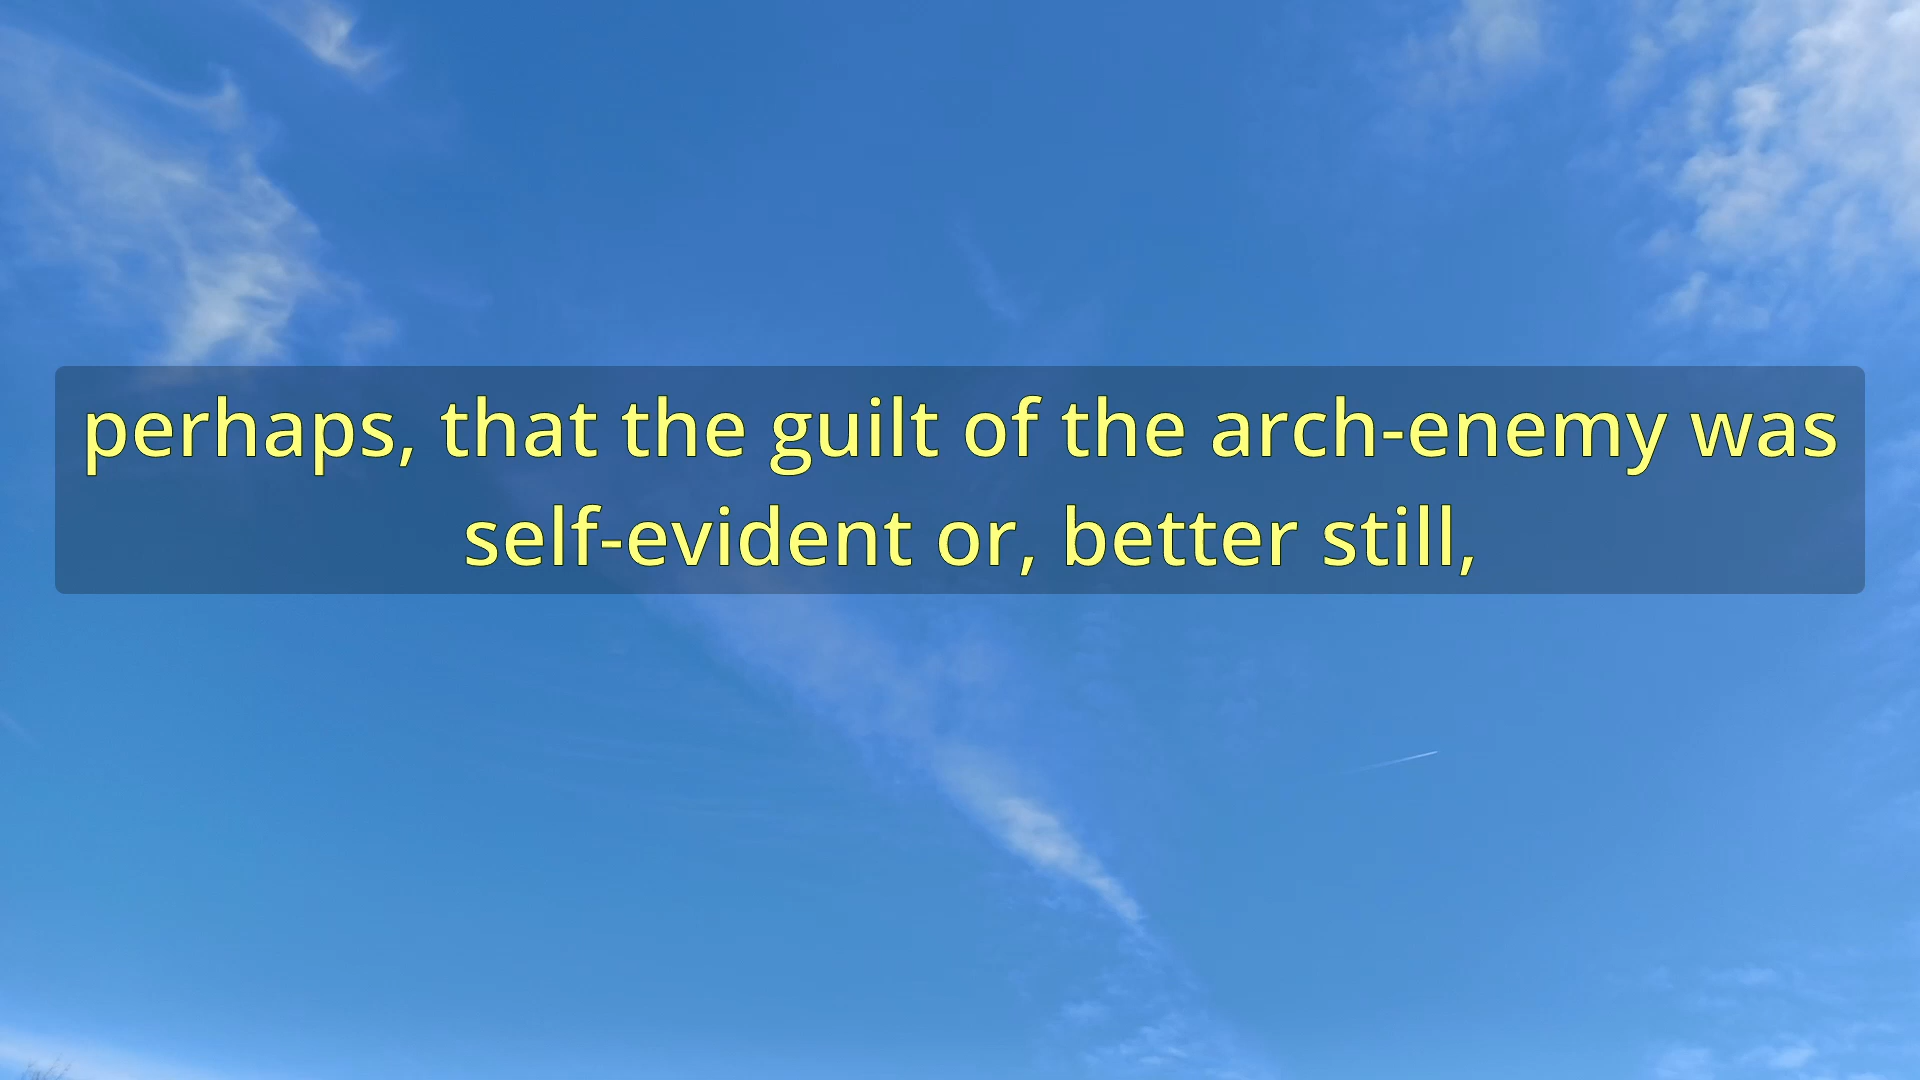 perhaps, that the guilt of the arch-enemy was
self-evident or, better still,